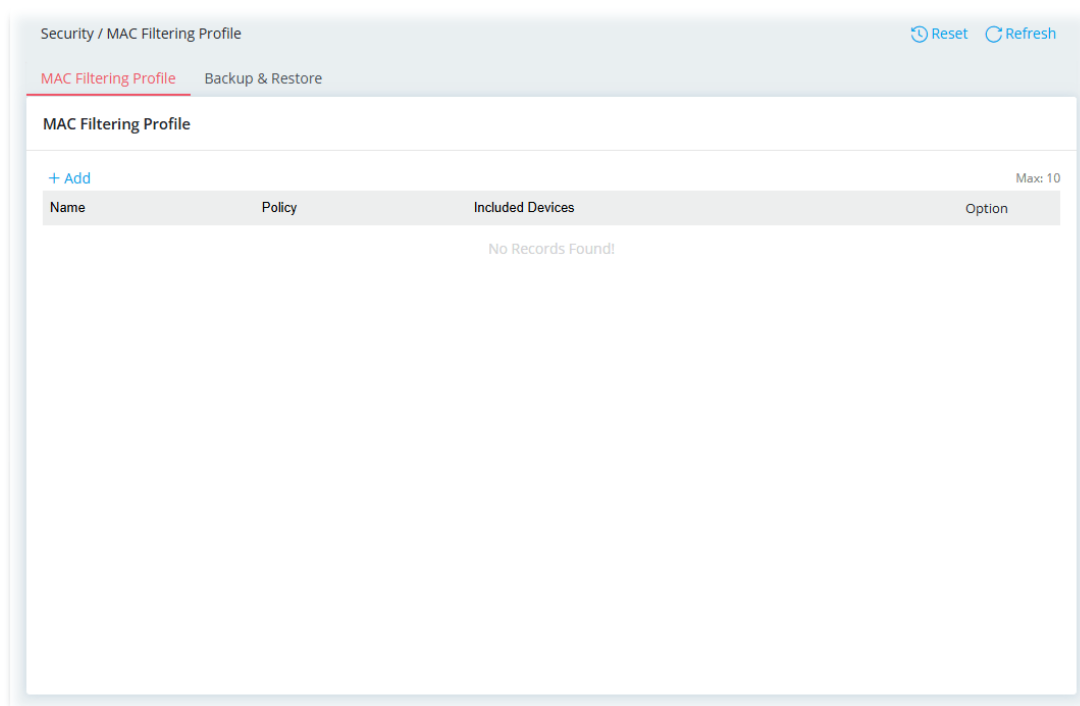 Security / MAC Filtering Profile Reset Refresh
MAC Filtering Profile Backup & Restore
MAC Filtering Profile
+ Add Max: 10
Name Policy Included Devices Option
No Records Found!